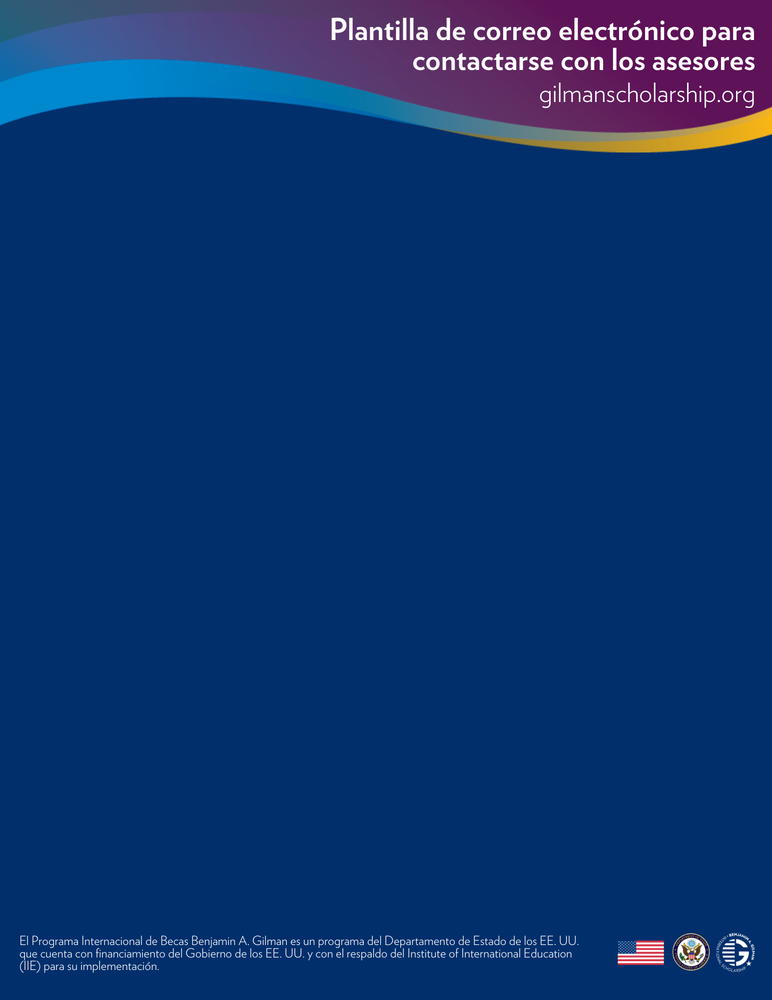 Plantilla de correo electrónico para
contactarse con los asesores
gilmanscholarship.org
El Programa Internacional de Becas Benjamin A. Gilman es un programa del Departamento de Estado de los EE. UU.
que cuenta con financiamiento del Gobierno de los EE. UU. y con el respaldo del Institute of International Education
(IIE) para su implementación.
DEPARTMENT OF STATE
UNITED STATES OF AMERICA
BENJAMIN A. GILMAN
INTERNATIONAL SCHOLARSHIP
G